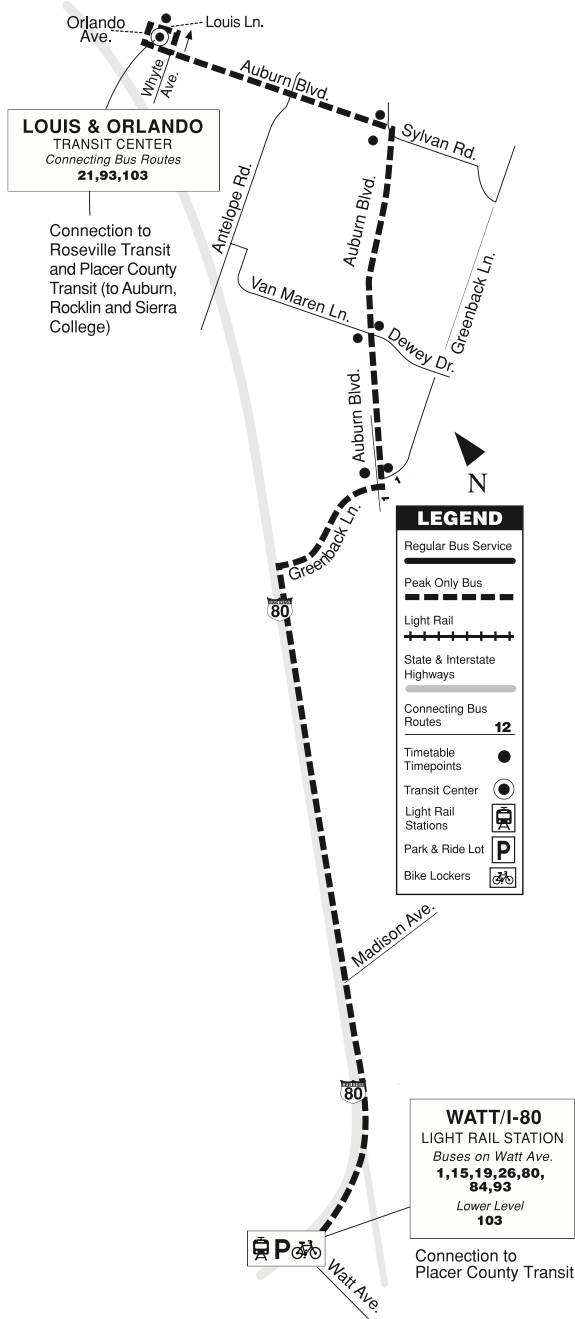 Orlando
Ave.
Louis Ln.
Whyte
Ave.
Auburn Blvd.
LOUIS & ORLANDO
TRANSIT CENTER
Connecting Bus Routes
21,93,103
Sylvan Rd.
Antelope Rd.
Auburn Blvd.
Connection to
Roseville Transit
and Placer County
Transit (to Auburn,
Rocklin and Sierra
College)
Greenback Ln.
Van Maren Ln.
Dewey Dr.
Auburn Blvd.
1
1
N
Greenback Ln.
80
LEGEND
Regular Bus Service
Peak Only Bus
Light Rail
State & Interstate
Highways
Connecting Bus
Routes 12
Timetable
Timepoints
Transit Center
Light Rail
Stations
Park & Ride Lot P
Bike Lockers
Madison Ave.
80
WATT/I-80
LIGHT RAIL STATION
Buses on Watt Ave.
1,15,19,26,80,
84,93
Lower Level
103
P
Connection to
Placer County Transit
Watt Ave.